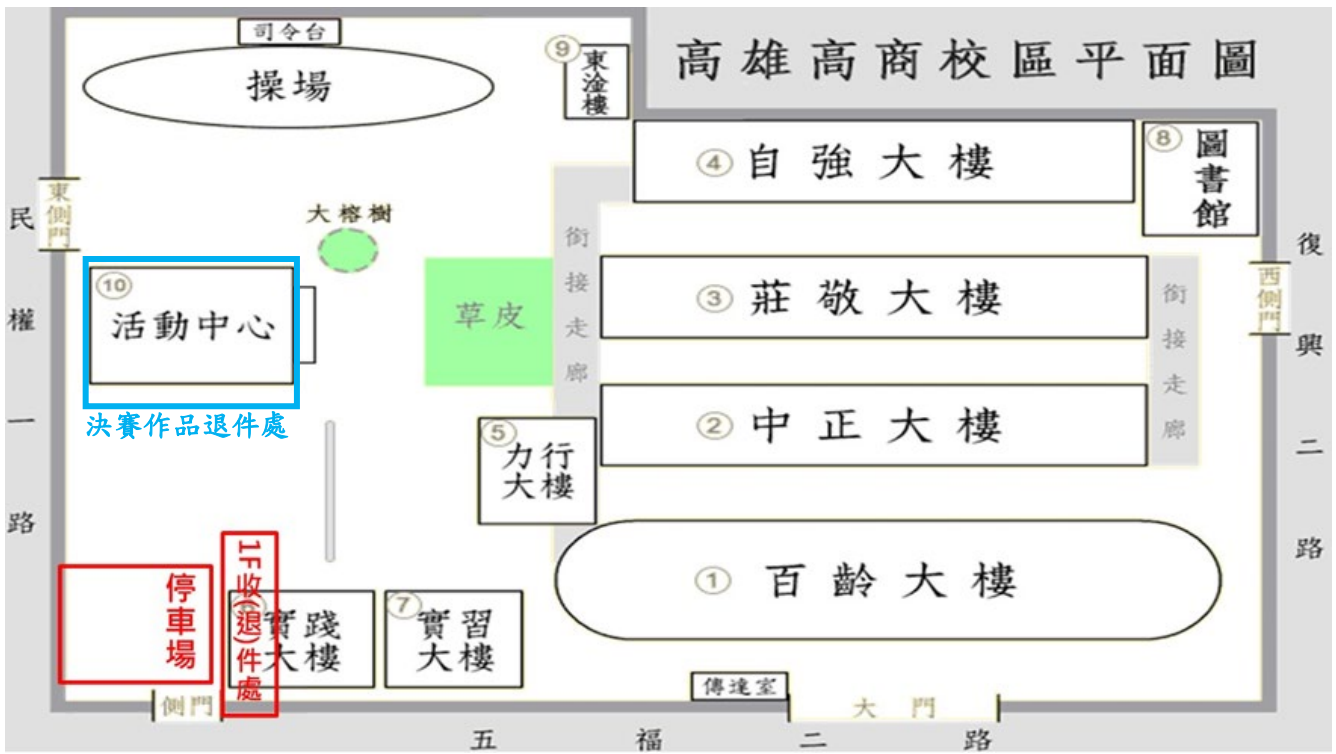 高雄高商校區平面圖
司令台
操場
⑨
東淦樓
④自強大樓
⑧
圖書館
東側門
大榕樹
民權一路
銜接走廊
草皮
⑩
活動中心
決賽作品退件處
③莊敬大樓
銜接走廊
西側門
復興二路
②中正大樓
⑤
力行
大樓
①百齡大樓
停車場
1F收(退)件處
⑥
實踐
大樓
⑦
實習
大樓
側門
傳達室
大門
五福二路